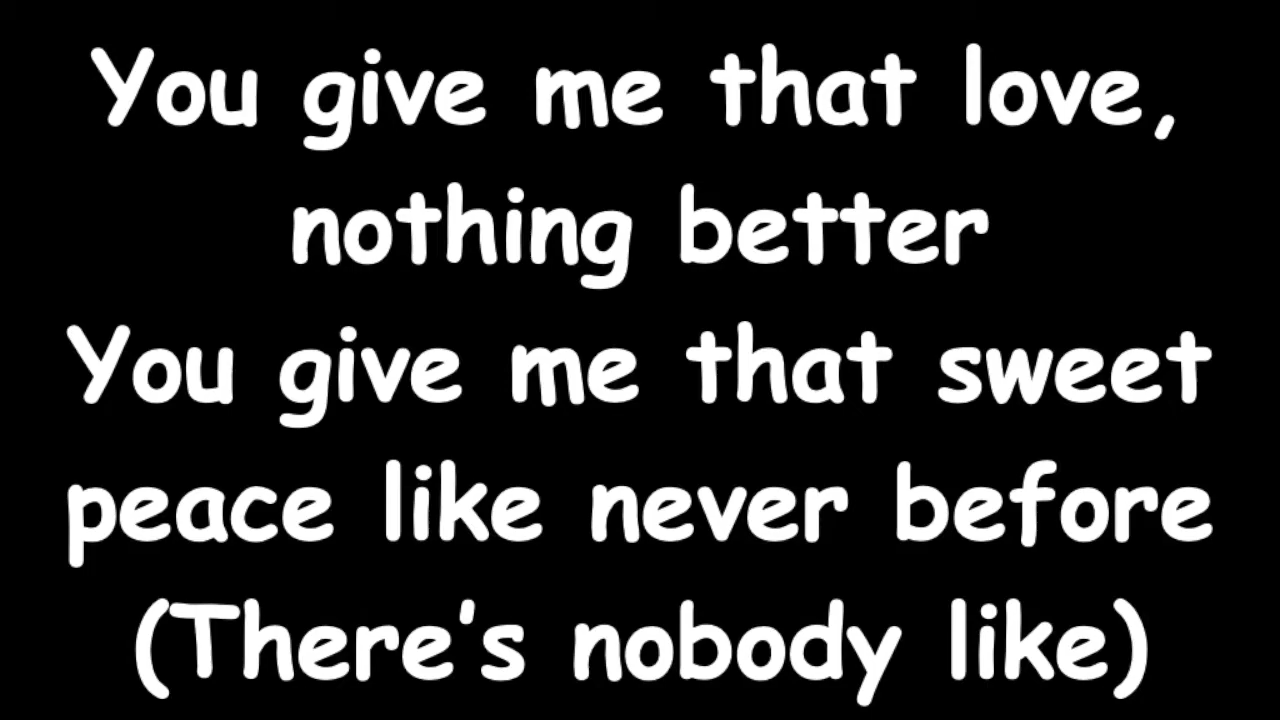 You give me that love,
nothing better
You give me that sweet
peace like never before
(There's nobody like)